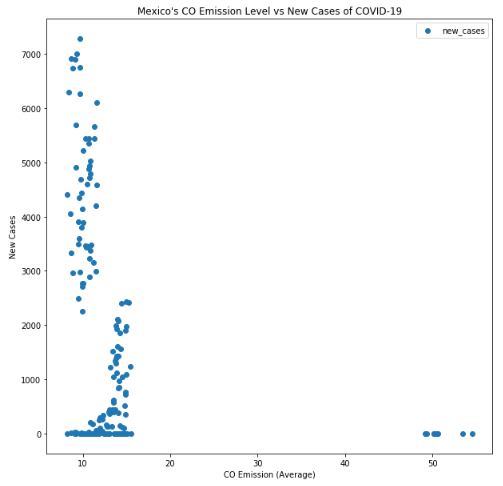 Mexico's CO Emission Level vs New Cases of COVID-19
new_cases
7000
6000
5000
4000
3000
2000
1000
0
New Cases
10 20 30 40 50
CO Emission (Average)